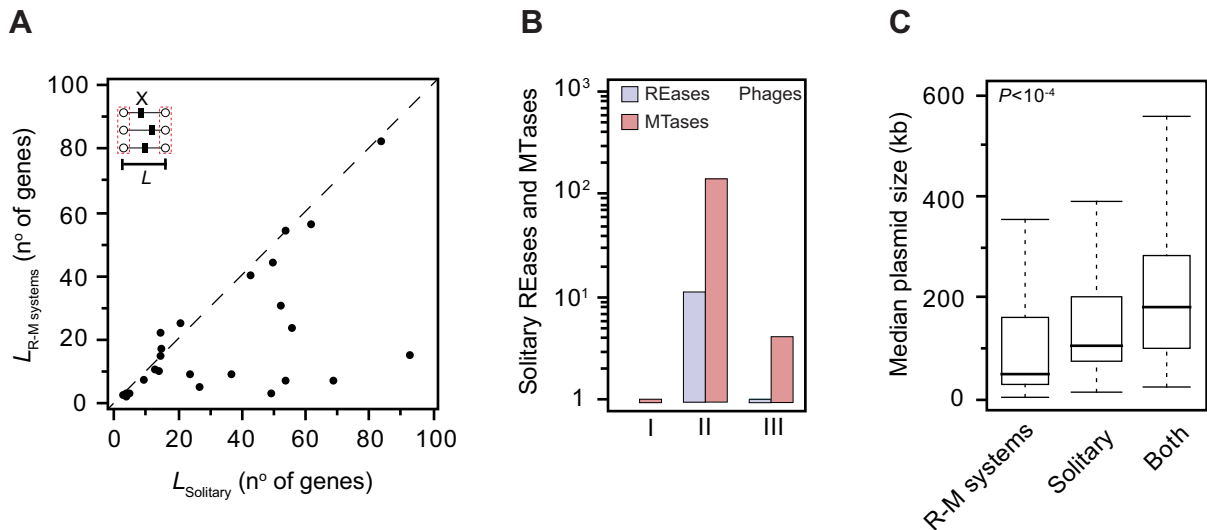 A
100
80
60
40
20
0
L R-M systems (nº of genes)
X
L
0 20 40 60 80 100
L Solitary (nº of genes)
B
10³
10²
10¹
1
Solitary REases and MTases
REases
MTases
Phages
I II III
C
600
400
200
0
Median plasmid size (kb)
P<10⁻⁴
R-M systems
Solitary
Both